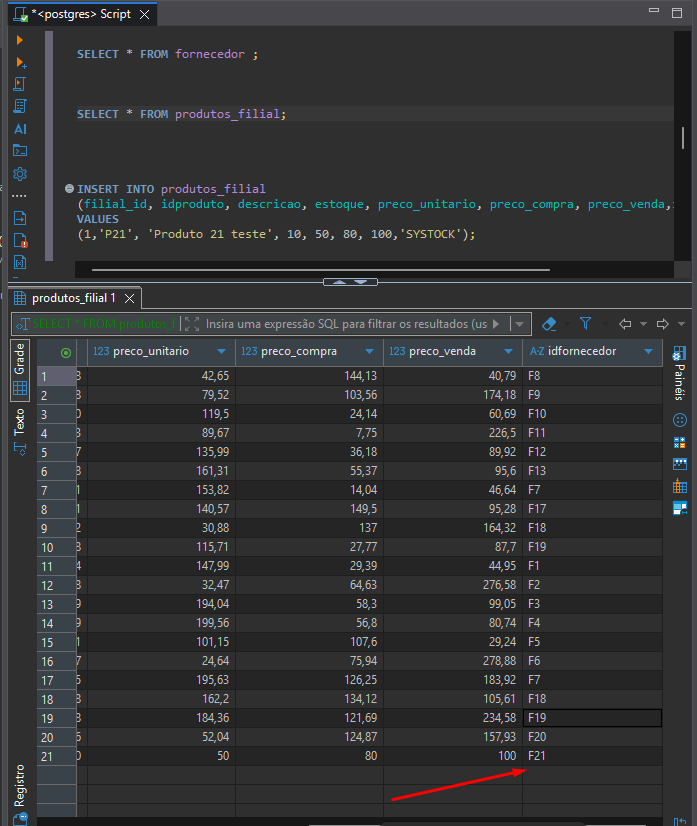 *<postgres> Script
SELECT * FROM fornecedor ;
SELECT * FROM produtos_filial;
INSERT INTO produtos_filial
(filial_id, idproduto, descricao, estoque, preco_unitario, preco_compra, preco_venda,
VALUES
(1,'P21', 'Produto 21 teste', 10, 50, 80, 100,'SYSTOCK');
AI
produtos_filial 1
SELECT * FROM produtos_f
Insira uma expressão SQL para filtrar os resultados (us
Grade
Texto
Registro
Painéis
123 preco_unitario 123 preco_compra 123 preco_venda A-Z idfornecedor
1 3 42,65 144,13 40,79 F8
2 3 79,52 103,56 174,18 F9
3 0 119,5 24,14 60,69 F10
4 3 89,67 7,75 226,5 F11
5 7 135,99 36,18 89,92 F12
6 3 161,31 55,37 95,6 F13
7 1 153,82 14,04 46,64 F7
8 1 140,57 149,5 95,28 F17
9 2 30,88 137 164,32 F18
10 3 115,71 27,77 87,7 F19
11 4 147,99 29,39 44,95 F1
12 3 32,47 64,63 276,58 F2
13 9 194,04 58,3 99,05 F3
14 9 199,56 56,8 80,74 F4
15 1 101,15 107,6 29,24 F5
16 7 24,64 75,94 278,88 F6
17 5 195,63 126,25 183,92 F7
18 3 162,2 134,12 105,61 F18
19 3 184,36 121,69 234,58 F19
20 5 52,04 124,87 157,93 F20
21 0 50 80 100 F21